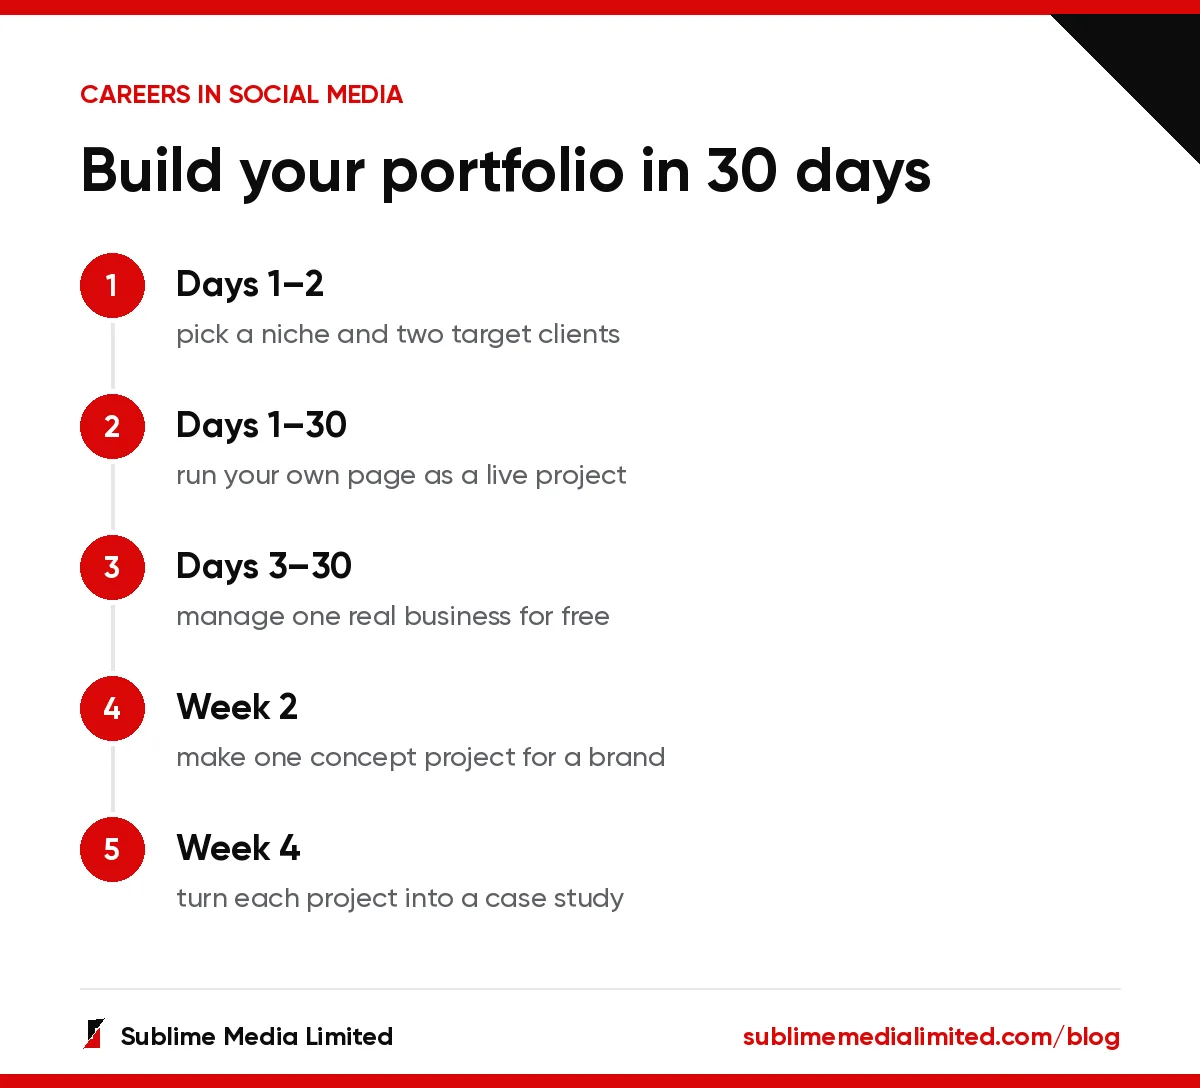 CAREERS IN SOCIAL MEDIA
Build your portfolio in 30 days
1
Days 1–2
pick a niche and two target clients
2
Days 1–30
run your own page as a live project
3
Days 3–30
manage one real business for free
4
Week 2
make one concept project for a brand
5
Week 4
turn each project into a case study
Sublime Media Limited
sublimemedialimited.com/blog